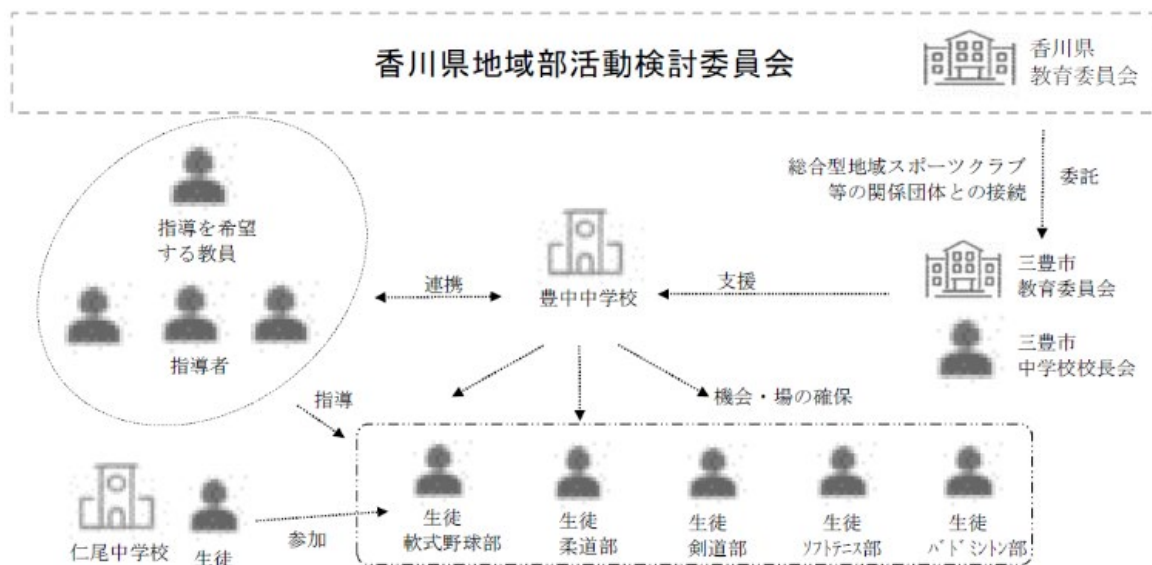 香川県地域部活動検討委員会
香川県
教育委員会
総合型地域スポーツクラブ
等の関係団体との接続
委託
指導を希望
する教員
指導者
連携
豊中中学校
支援
三豊市
教育委員会
三豊市
中学校校長会
指導
機会・場の確保
仁尾中学校
生徒
参加
生徒
軟式野球部
生徒
柔道部
生徒
剣道部
生徒
ソフトテニス部
生徒
バドミントン部